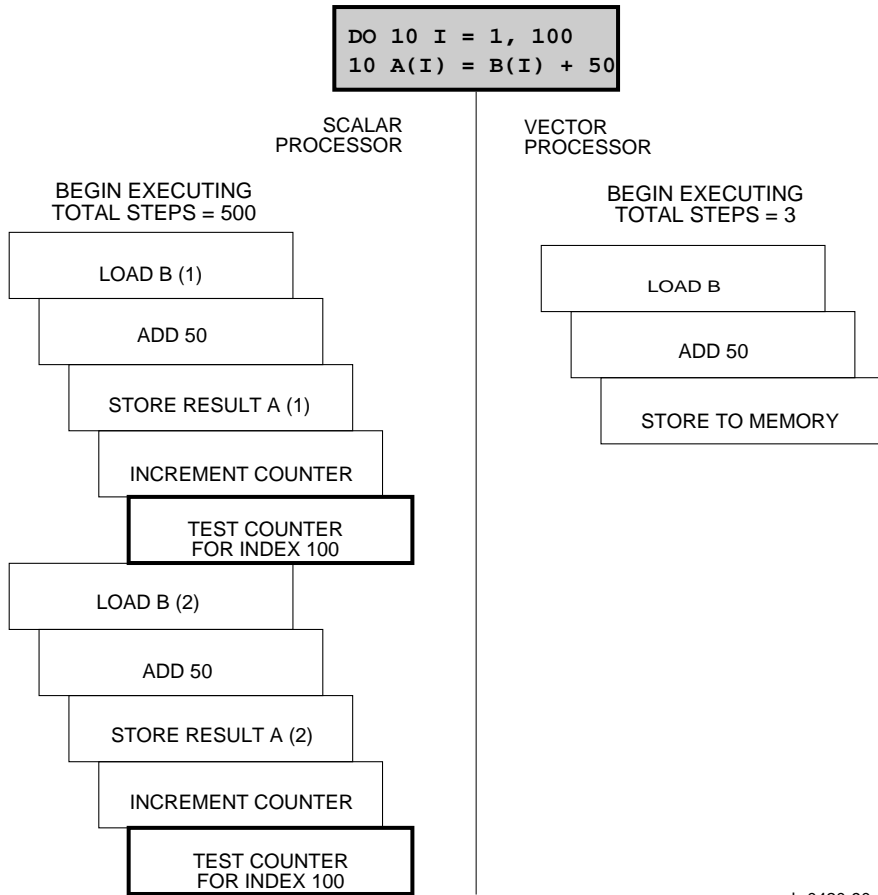 DO 10 I = 1, 100
10 A(I) = B(I) + 50
SCALAR
PROCESSOR
BEGIN EXECUTING
TOTAL STEPS = 500
LOAD B (1)
ADD 50
STORE RESULT A (1)
INCREMENT COUNTER
TEST COUNTER
FOR INDEX 100
LOAD B (2)
ADD 50
STORE RESULT A (2)
INCREMENT COUNTER
TEST COUNTER
FOR INDEX 100
VECTOR
PROCESSOR
BEGIN EXECUTING
TOTAL STEPS = 3
LOAD B
ADD 50
STORE TO MEMORY